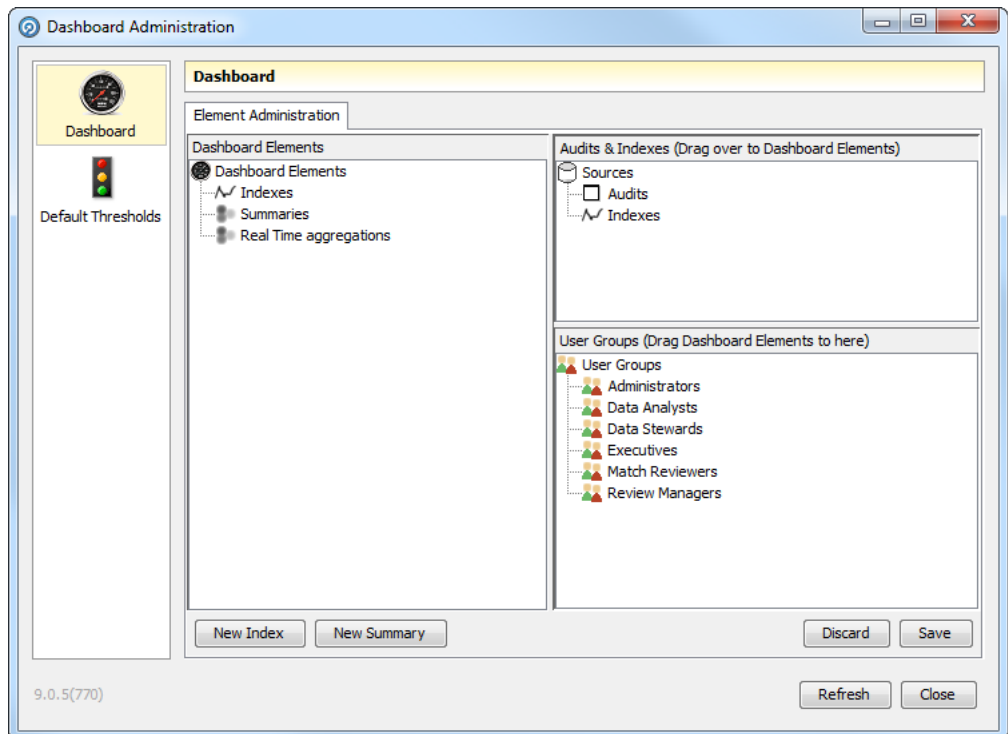 Dashboard Administration
Dashboard
Default Thresholds
Dashboard
Element Administration
Dashboard Elements
Dashboard Elements
Indexes
Summaries
Real Time aggregations
Audits & Indexes (Drag over to Dashboard Elements)
Sources
Audits
Indexes
User Groups (Drag Dashboard Elements to here)
User Groups
Administrators
Data Analysts
Data Stewards
Executives
Match Reviewers
Review Managers
New Index
New Summary
Discard
Save
9.0.5(770)
Refresh
Close